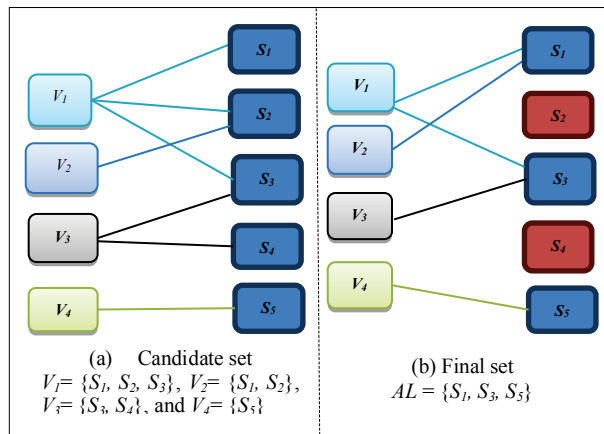 V1
V2
V3
V4
S1
S2
S3
S4
S5
(a) Candidate set
V1= {S1, S2, S3}, V2= {S1, S2},
V3= {S3, S4}, and V4= {S5}
V1
V2
V3
V4
S1
S2
S3
S4
S5
(b) Final set
AL = {S1, S3, S5}